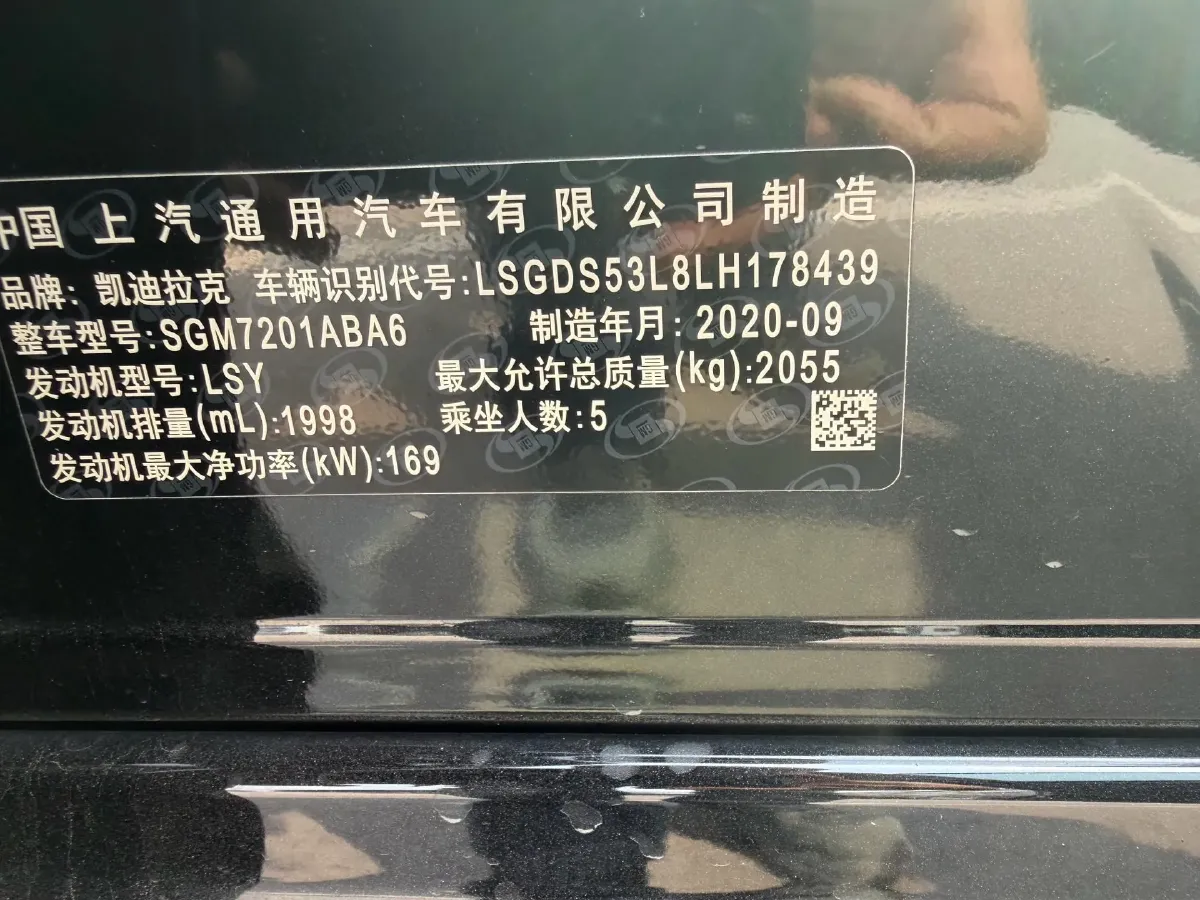 中国上汽通用汽车有限公司制造
品牌: 凯迪拉克 车辆识别代号:LSGDS53L8LH178439
整车型号:SGM7201ABA6 制造年月: 2020-09
发动机型号:LSY 最大允许总质量(kg):2055
发动机排量(mL):1998 乘坐人数:5
发动机最大净功率(kW):169